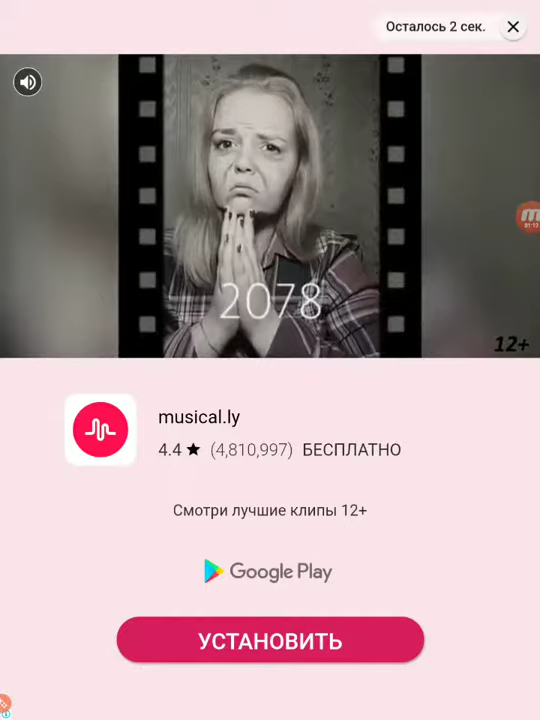 Осталось 2 сек.
2078
12+
musical.ly
4.4 ★ (4,810,997) БЕСПЛАТНО
Смотри лучшие клипы 12+
Google Play
УСТАНОВИТЬ